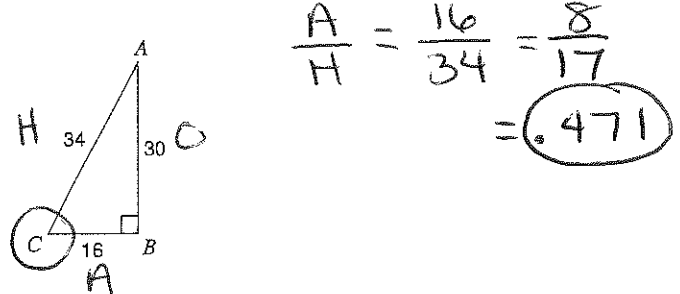 A/H = 16/34 = 8/17
= .471
A
H 34 30 O
C 16 B
A